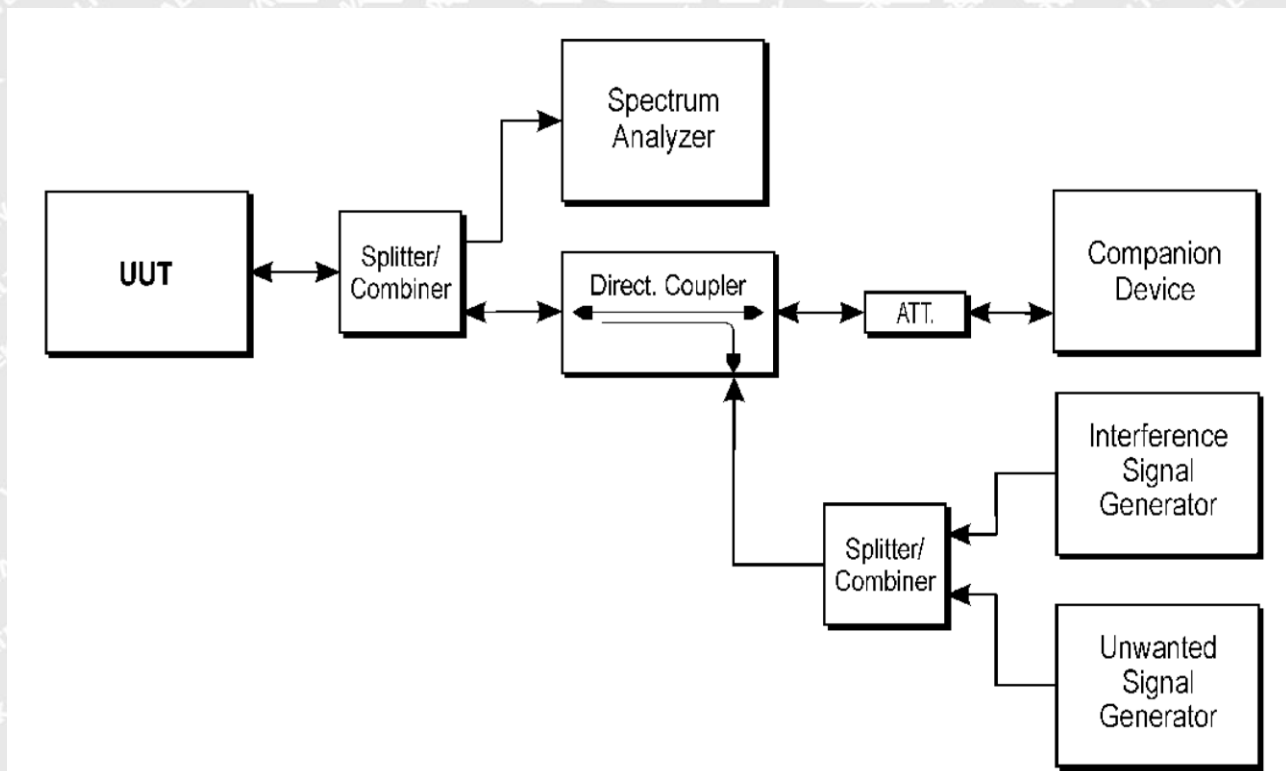 Spectrum
Analyzer
UUT
Splitter/
Combiner
Direct. Coupler
ATT.
Companion
Device
Interference
Signal
Generator
Splitter/
Combiner
Unwanted
Signal
Generator